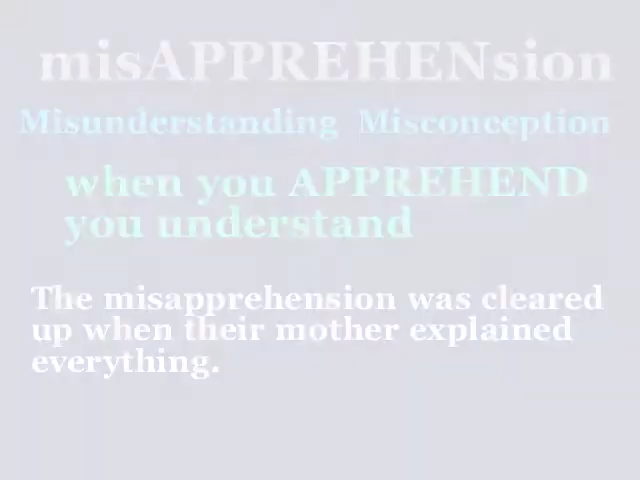 misAPPREHENsion
Misunderstanding Misconception
when you APPREHEND
you understand
The misapprehension was cleared
up when their mother explained
everything.